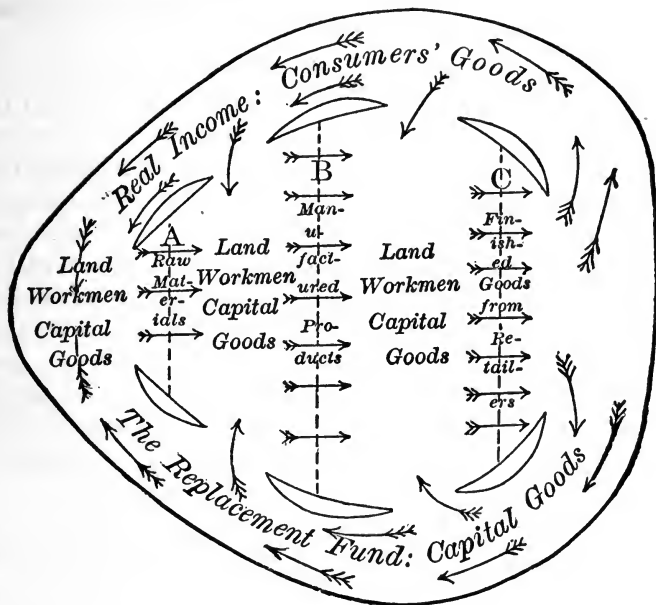 Real Income: Consumers' Goods
A
Raw
Mat-
er-
ials
B
Man-
u-
fact-
ured
Pro-
ducts
C
Fin-
ish-
ed
Goods
from
Re-
tail-
ers
Land
Workmen
Capital
Goods
Land
Workmen
Capital
Goods
Land
Workmen
Capital
Goods
The Replacement Fund: Capital Goods